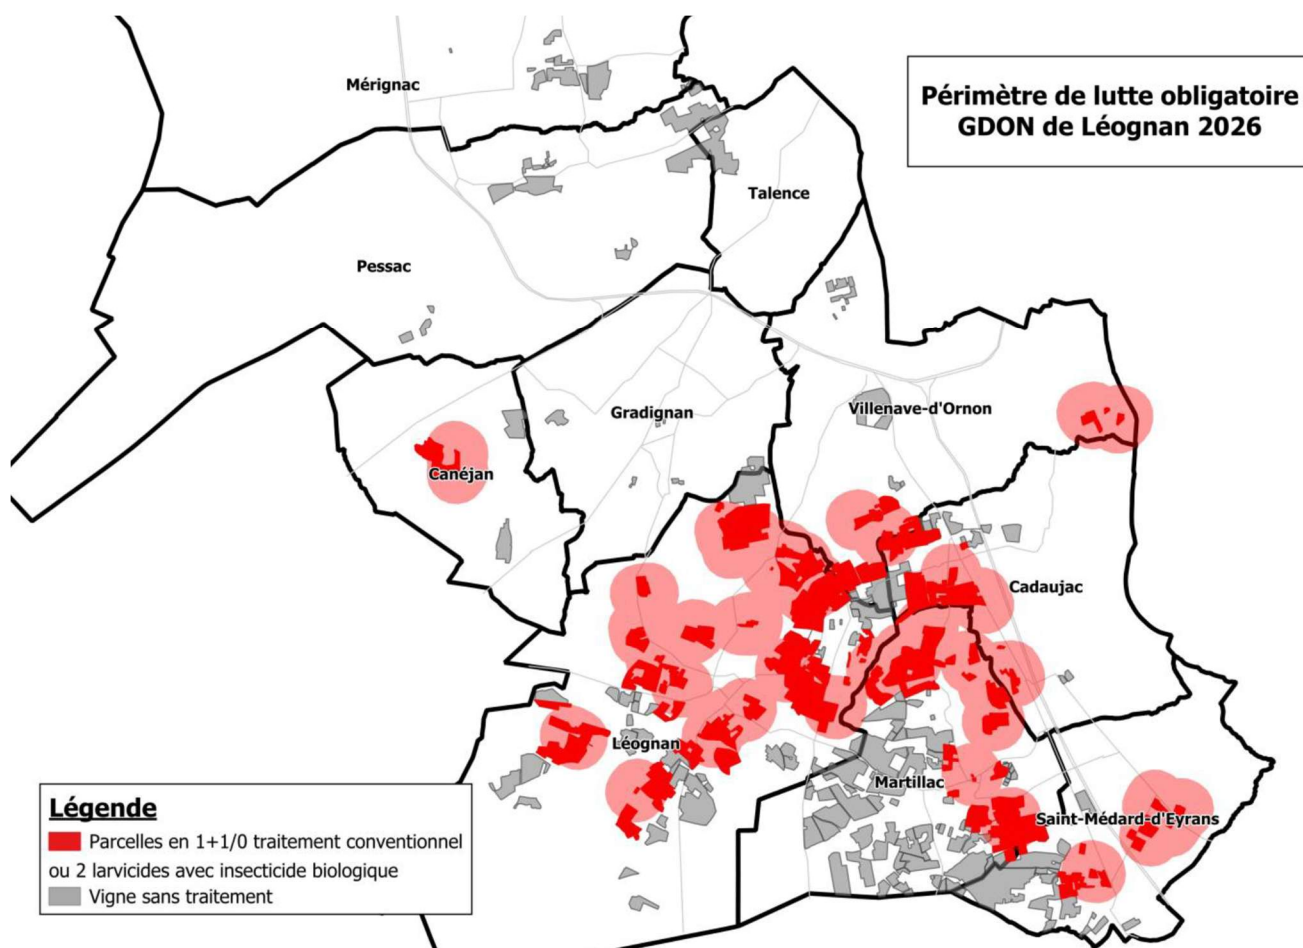 Périmètre de lutte obligatoire
GDON de Léognan 2026
Mérignac
Talence
Pessac
Gradignan
Villenave-d'Ornon
Canéjan
Cadaujac
Léognan
Martillac
Saint-Médard-d'Eyrans
Légende
Parcelles en 1+1/0 traitement conventionnel
ou 2 larvicides avec insecticide biologique
Vigne sans traitement